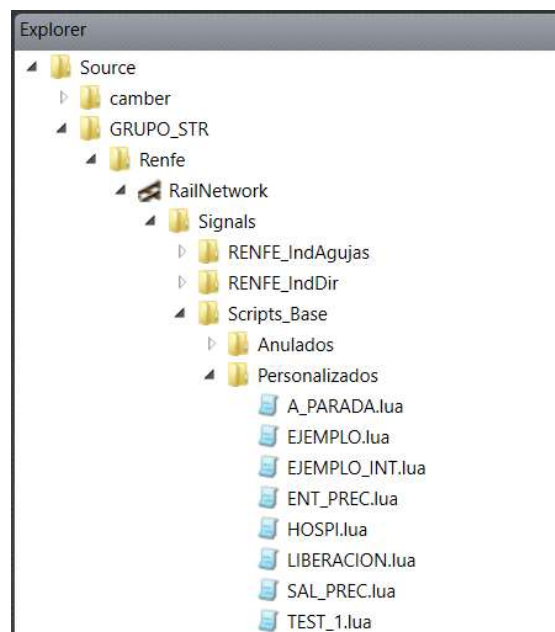 Explorer
Source
camber
GRUPO_STR
Renfe
RailNetwork
Signals
RENFE_IndAgujas
RENFE_IndDir
Scripts_Base
Anulados
Personalizados
A_PARADA.lua
EJEMPLO.lua
EJEMPLO_INT.lua
ENT_PREC.lua
HOSPI.lua
LIBERACION.lua
SAL_PREC.lua
TEST_1.lua